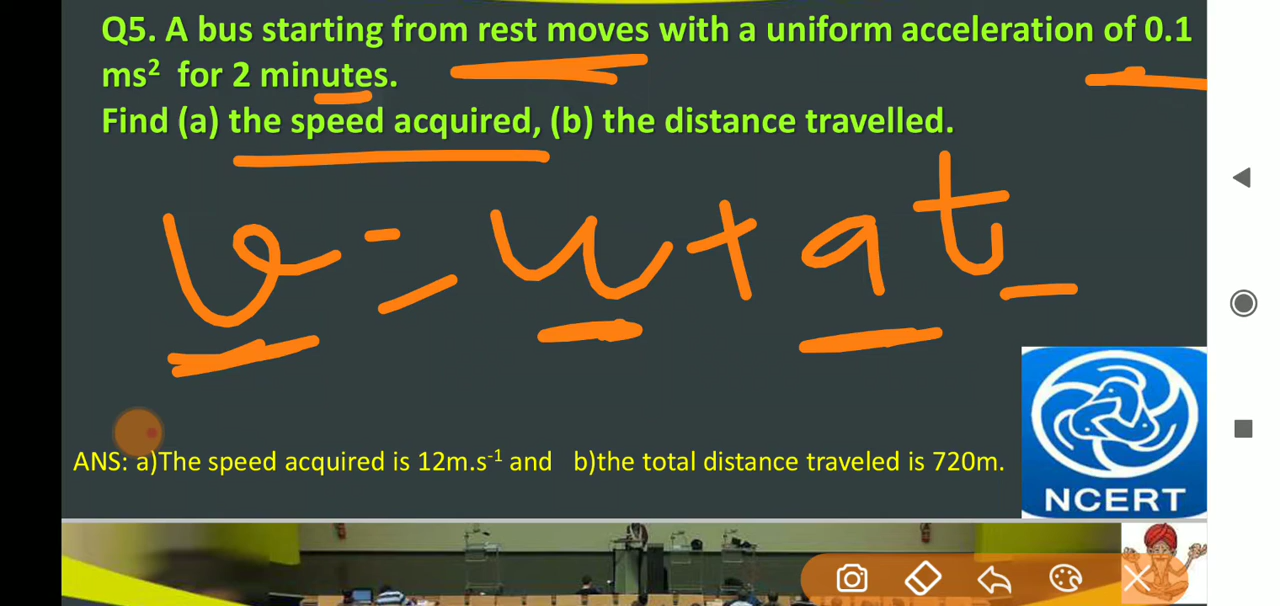 Q5. A bus starting from rest moves with a uniform acceleration of 0.1
ms² for 2 minutes.
Find (a) the speed acquired, (b) the distance travelled.
v = u + at
ANS: a)The speed acquired is 12m.s⁻¹ and b)the total distance traveled is 720m.
NCERT